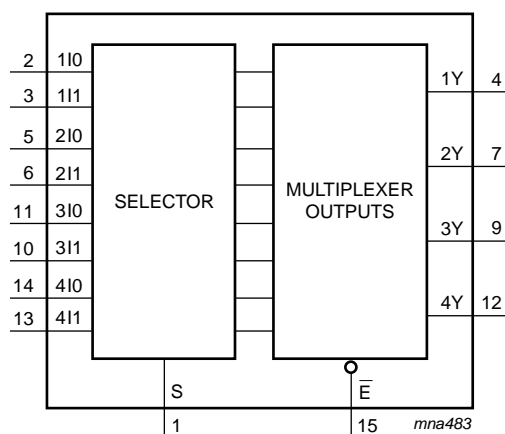 2 1I0
3 1I1
5 2I0
6 2I1
11 3I0
10 3I1
14 4I0
13 4I1
SELECTOR
MULTIPLEXER
OUTPUTS
1Y 4
2Y 7
3Y 9
4Y 12
S
1
E̅
15
mna483